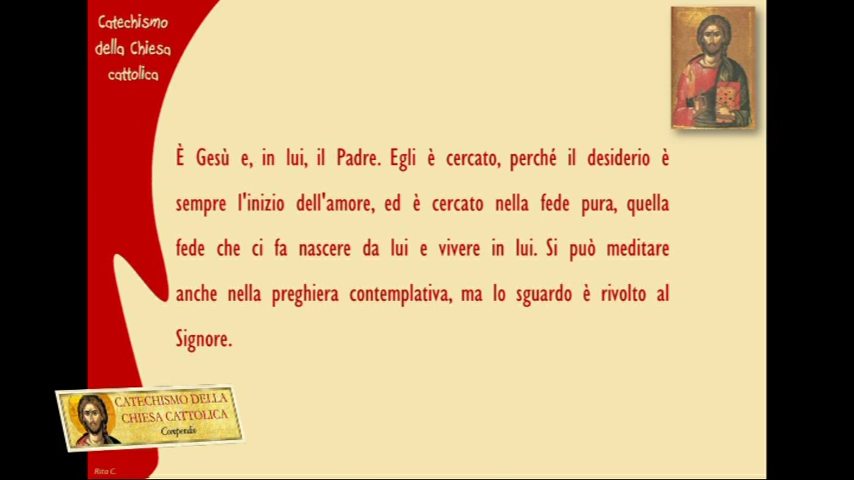 Catechismo
della Chiesa
cattolica
È Gesù e, in lui, il Padre. Egli è cercato, perché il desiderio è
sempre l'inizio dell'amore, ed è cercato nella fede pura, quella
fede che ci fa nascere da lui e vivere in lui. Si può meditare
anche nella preghiera contemplativa, ma lo sguardo è rivolto al
Signore.
CATECHISMO DELLA
CHIESA CATTOLICA
Compendio
Rita C.